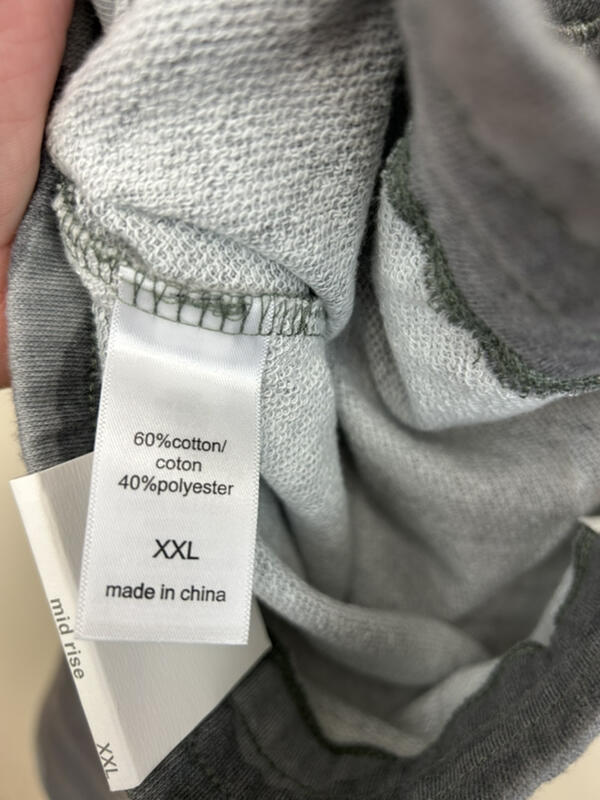 60%cotton/
coton
40%polyester
XXL
made in china
mid rise
XXL